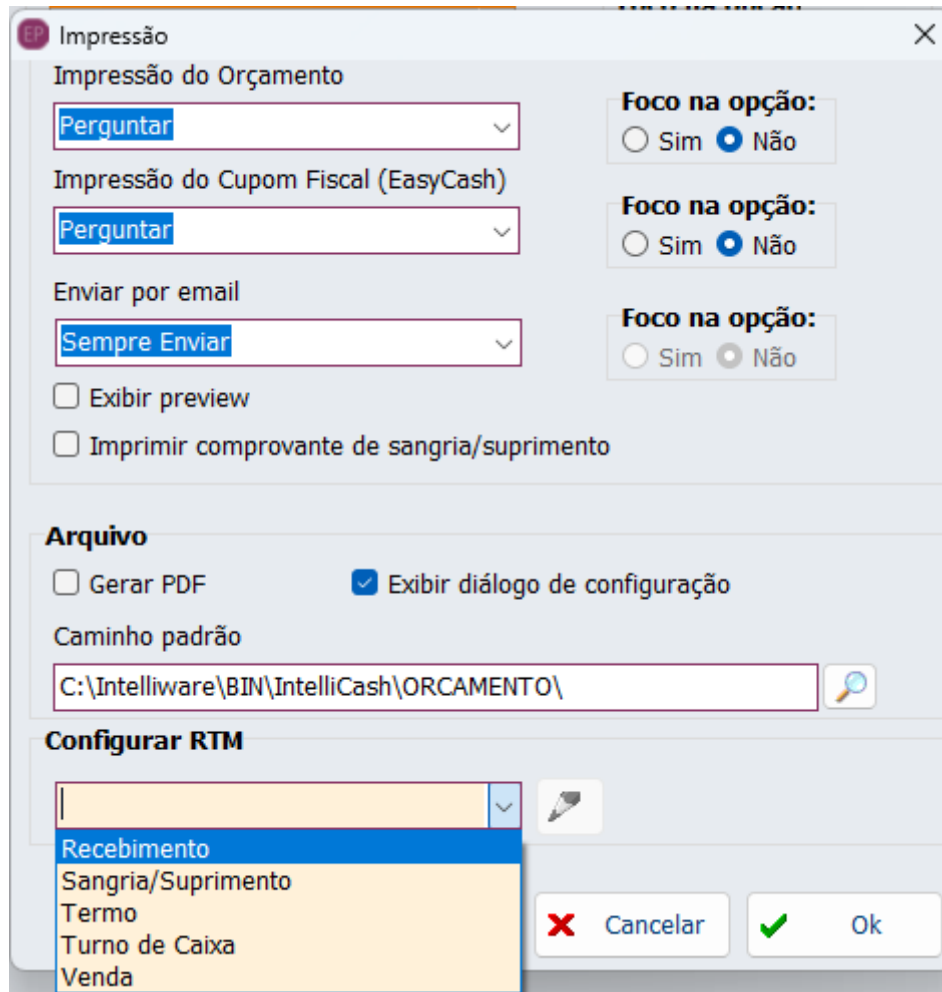 EP Impressão
Impressão do Orçamento
Perguntar
Foco na opção:
Sim Não
Impressão do Cupom Fiscal (EasyCash)
Perguntar
Foco na opção:
Sim Não
Enviar por email
Sempre Enviar
Foco na opção:
Sim Não
Exibir preview
Imprimir comprovante de sangria/suprimento
Arquivo
Gerar PDF Exibir diálogo de configuração
Caminho padrão
C:\Intelliware\BIN\IntelliCash\ORCAMENTO\
Configurar RTM
Recebimento
Sangria/Suprimento
Termo
Turno de Caixa
Venda
Cancelar Ok